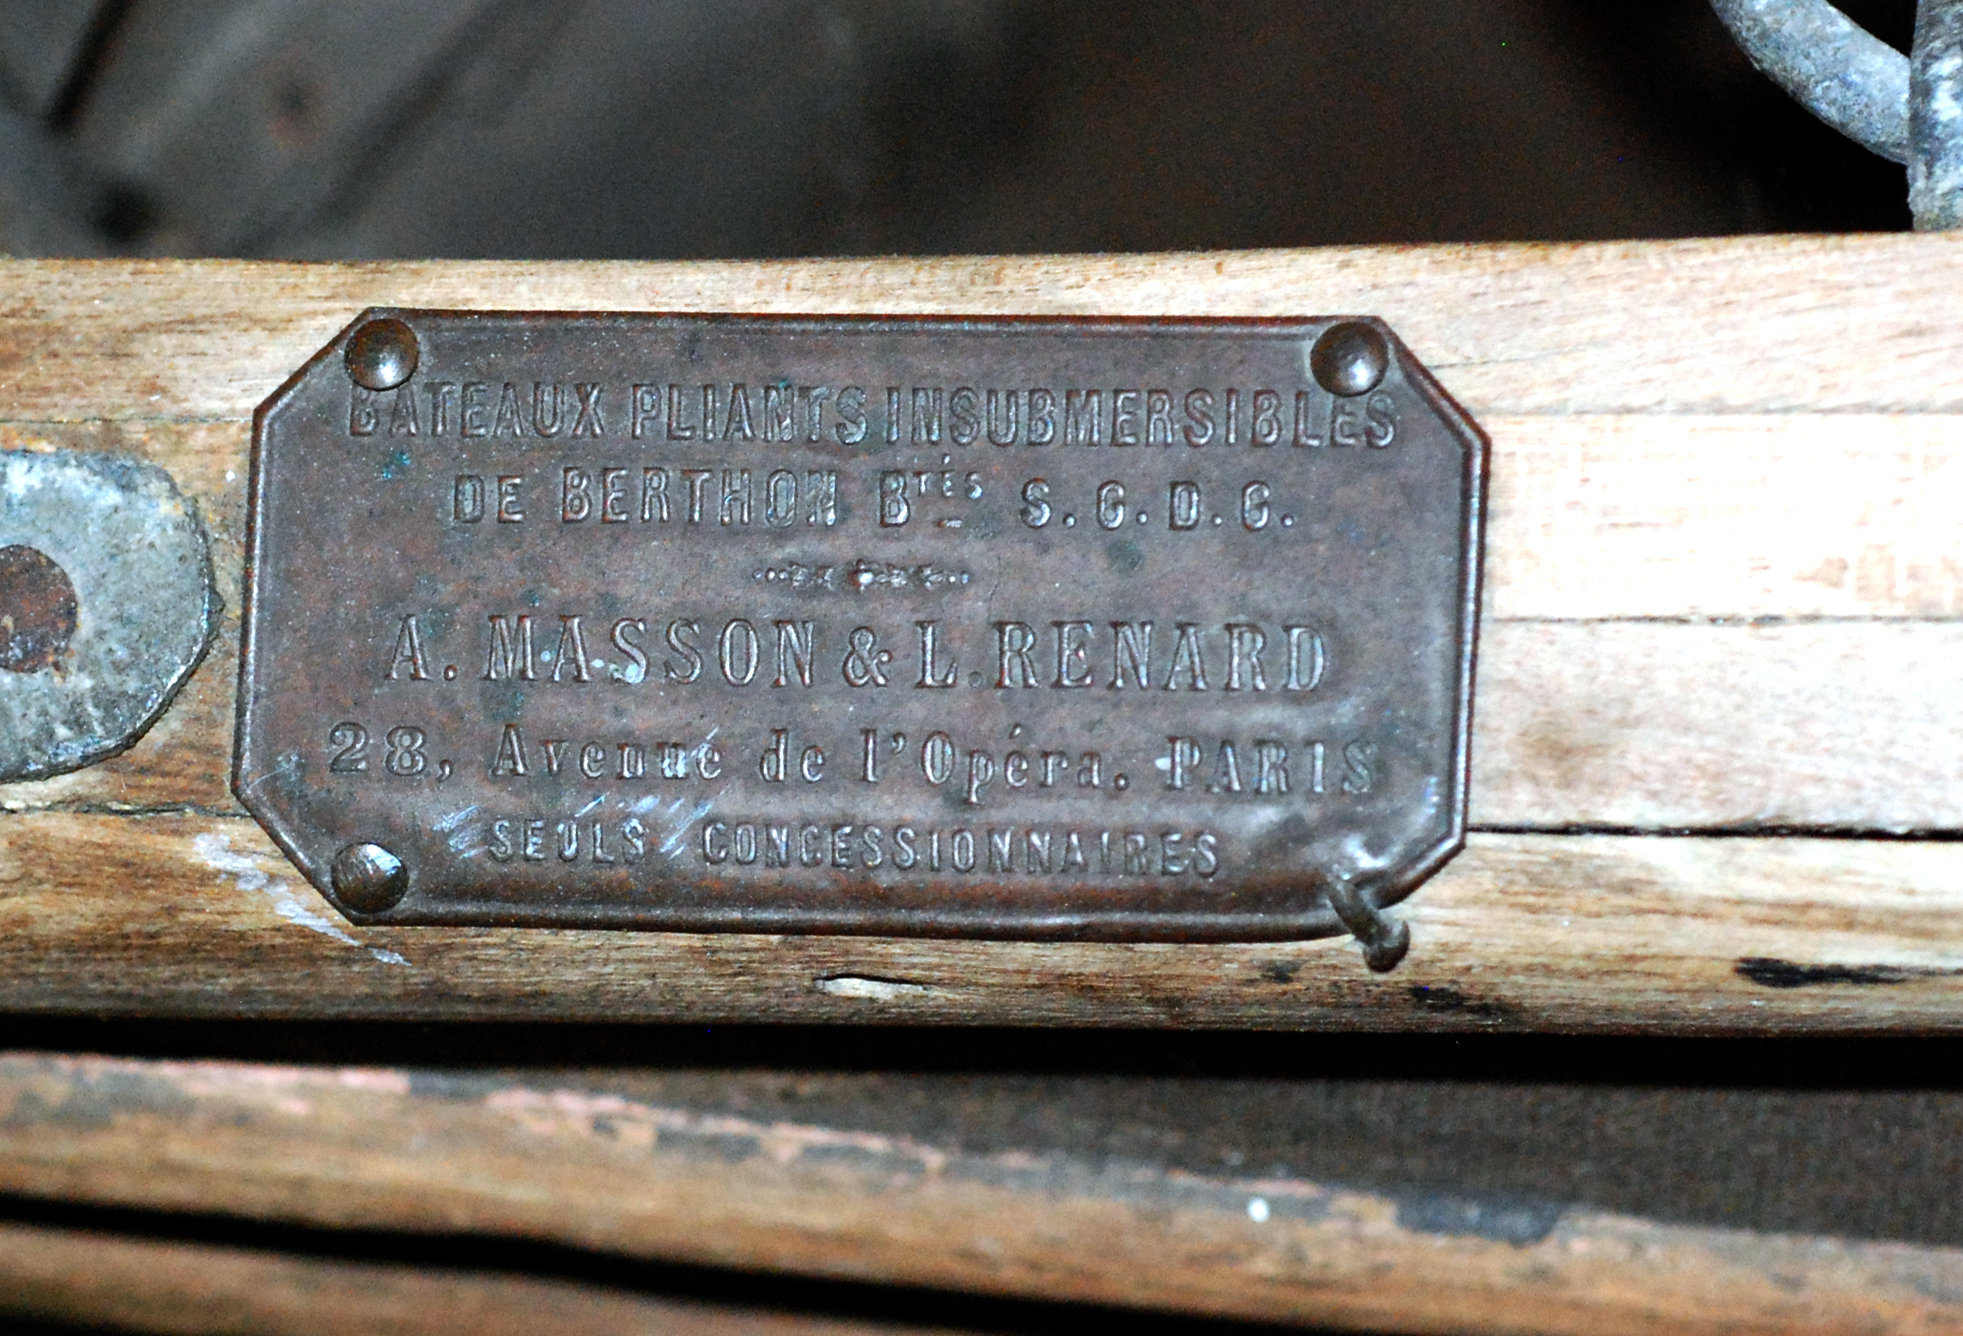 BATEAUX PLIANTS INSUBMERSIBLES
DE BERTHON BTÉS S.G.D.G.
A. MASSON & L. RENARD
28, Avenue de l'Opéra. PARIS
SEULS CONCESSIONNAIRES